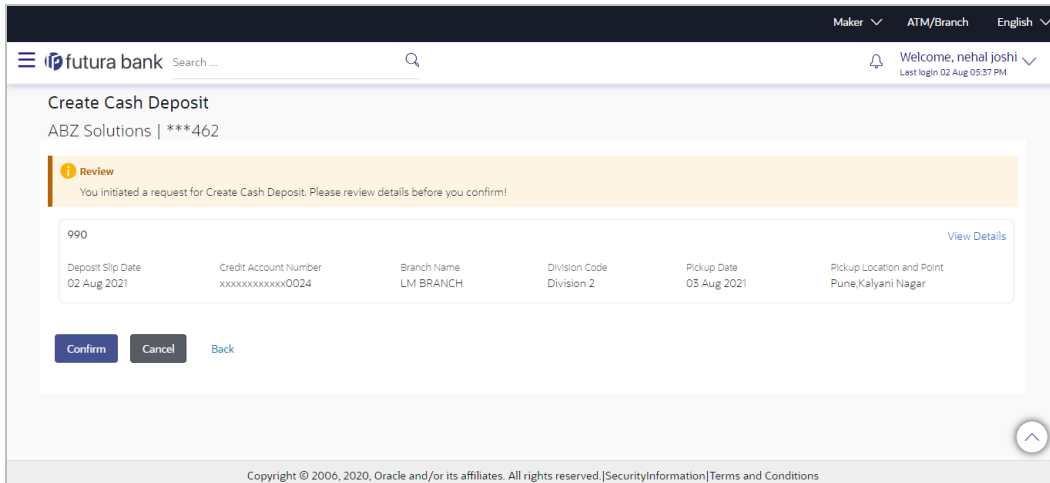 Maker ATM/Branch English
futura bank Search ... Welcome, nehal joshi
Last login 02 Aug 05:37 PM
Create Cash Deposit
ABZ Solutions | ***462
Review
You initiated a request for Create Cash Deposit. Please review details before you confirm!
990 View Details
Deposit Slip Date Credit Account Number Branch Name Division Code Pickup Date Pickup Location and Point
02 Aug 2021 xxxxxxxxxxxx0024 LM BRANCH Division 2 03 Aug 2021 Pune,Kalyani Nagar
Confirm Cancel Back
Copyright © 2006, 2020, Oracle and/or its affiliates. All rights reserved.|SecurityInformation|Terms and Conditions